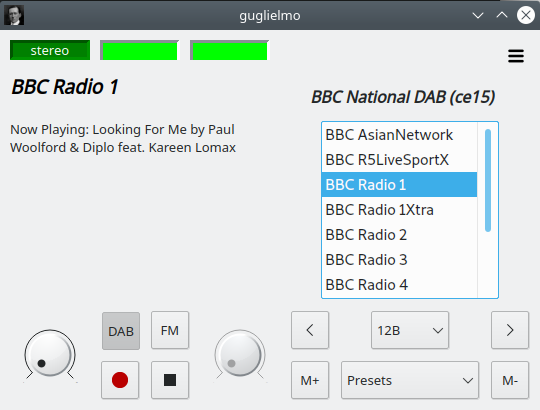 guglielmo
stereo
BBC Radio 1
Now Playing: Looking For Me by Paul
Woolford & Diplo feat. Kareen Lomax
BBC National DAB (ce15)
BBC AsianNetwork
BBC R5LiveSportX
BBC Radio 1
BBC Radio 1Xtra
BBC Radio 2
BBC Radio 3
BBC Radio 4
DAB
FM
<
12B
>
M+
Presets
M-